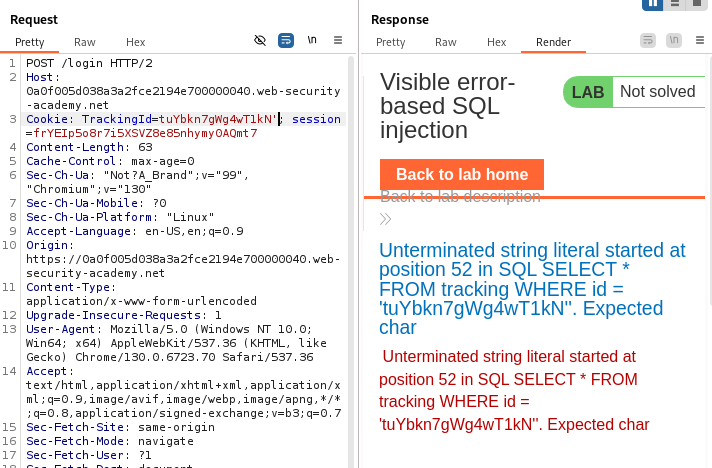 Request
Response
Pretty Raw Hex
\n
Pretty Raw Hex Render
\n
1 POST /login HTTP/2
2 Host:
0a0f005d038a3a2fce2194e700000040.web-security
-academy.net
3 Cookie: TrackingId=tuYbkn7gWg4wT1kN'; session
=frYEIp5o8r7i5XSVZ8e85nhymy0AQmt7
4 Content-Length: 63
5 Cache-Control: max-age=0
6 Sec-Ch-Ua: "Not?A_Brand";v="99",
"Chromium";v="130"
7 Sec-Ch-Ua-Mobile: ?0
8 Sec-Ch-Ua-Platform: "Linux"
9 Accept-Language: en-US,en;q=0.9
10 Origin:
https://0a0f005d038a3a2fce2194e700000040.web-
security-academy.net
11 Content-Type:
application/x-www-form-urlencoded
12 Upgrade-Insecure-Requests: 1
13 User-Agent: Mozilla/5.0 (Windows NT 10.0;
Win64; x64) AppleWebKit/537.36 (KHTML, like
Gecko) Chrome/130.0.6723.70 Safari/537.36
14 Accept:
text/html,application/xhtml+xml,application/x
ml;q=0.9,image/avif,image/webp,image/apng,*/*
;q=0.8,application/signed-exchange;v=b3;q=0.7
15 Sec-Fetch-Site: same-origin
16 Sec-Fetch-Mode: navigate
17 Sec-Fetch-User: ?1
18 Sec-Fetch-Dest: document
Visible error-
based SQL
injection
LAB Not solved
Back to lab home
Back to lab description
Unterminated string literal started at
position 52 in SQL SELECT *
FROM tracking WHERE id =
'tuYbkn7gWg4wT1kN''. Expected
char
Unterminated string literal started at
position 52 in SQL SELECT * FROM
tracking WHERE id =
'tuYbkn7gWg4wT1kN''. Expected char